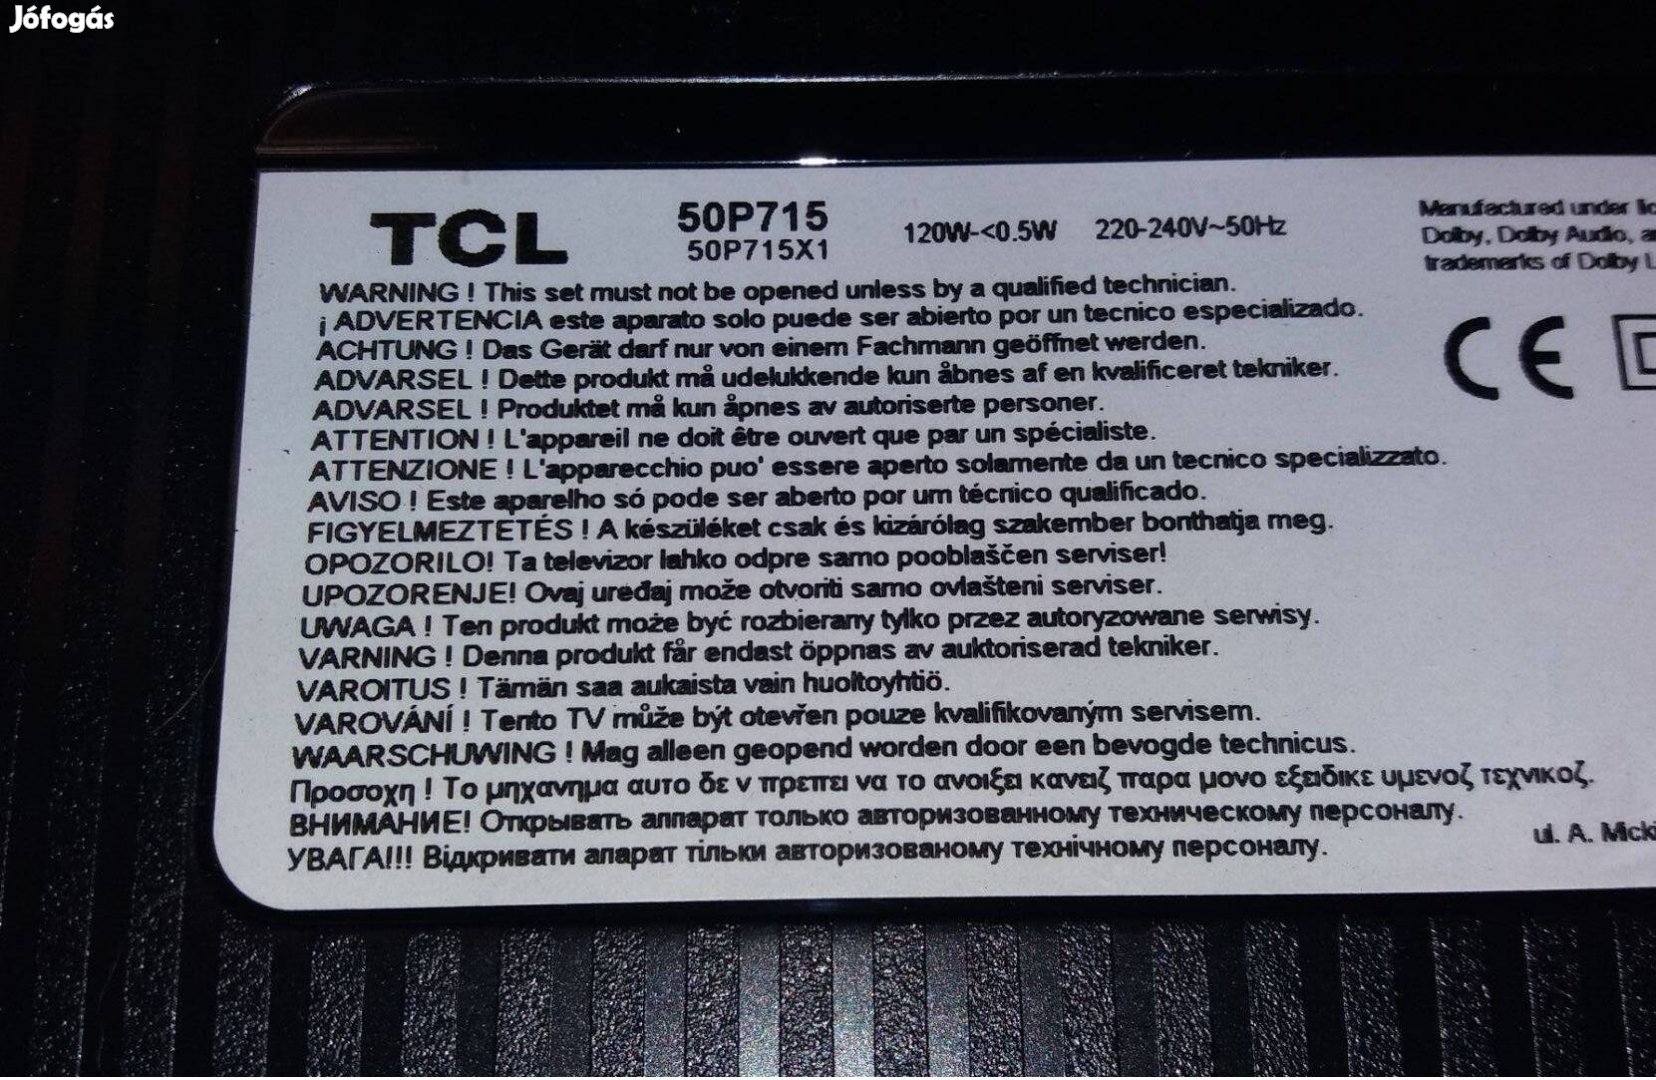 Jófogás
TCL
50P715
50P715X1
120W-<0.5W
220-240V~50Hz
Manufactured under
Dolby, Dolby Audio,
trademarks of Dolby
WARNING ! This set must not be opened unless by a qualified technician.
¡ ADVERTENCIA este aparato solo puede ser abierto por un tecnico especializado.
ACHTUNG ! Das Gerät darf nur von einem Fachmann geöffnet werden.
ADVARSEL ! Dette produkt må udelukkende kun åbnes af en kvalificeret tekniker.
ADVARSEL ! Produktet må kun åpnes av autoriserte personer.
ATTENTION ! L'appareil ne doit être ouvert que par un spécialiste.
ATTENZIONE ! L'apparecchio puo' essere aperto solamente da un tecnico specializzato.
AVISO ! Este aparelho só pode ser aberto por um técnico qualificado.
FIGYELMEZTETÉS ! A készüléket csak és kizárólag szakember bonthatja meg.
OPOZORILO! Ta televizor lahko odpre samo pooblaščen serviser!
UPOZORENJE! Ovaj uređaj može otvoriti samo ovlašteni serviser.
UWAGA ! Ten produkt może być rozbierany tylko przez autoryzowane serwisy.
VARNING ! Denna produkt får endast öppnas av auktoriserad tekniker.
VAROITUS ! Tämän saa aukaista vain huoltoyhtiö.
VAROVÁNÍ ! Tento TV může být otevřen pouze kvalifikovaným servisem.
WAARSCHUWING ! Mag alleen geopend worden door een bevogde technicus.
Προσοχη ! Το μηχανημα αυτο δε ν πρεπει να το ανοιξει κανειζ παρα μονο εξειδικε υμενοζ τεχνικοζ.
ВНИМАНИЕ! Открывать аппарат только авторизованному техническому персоналу.
УВАГА!!! Відкривати апарат тільки авторизованому технічному персоналу.
CE
ul. A. Micki